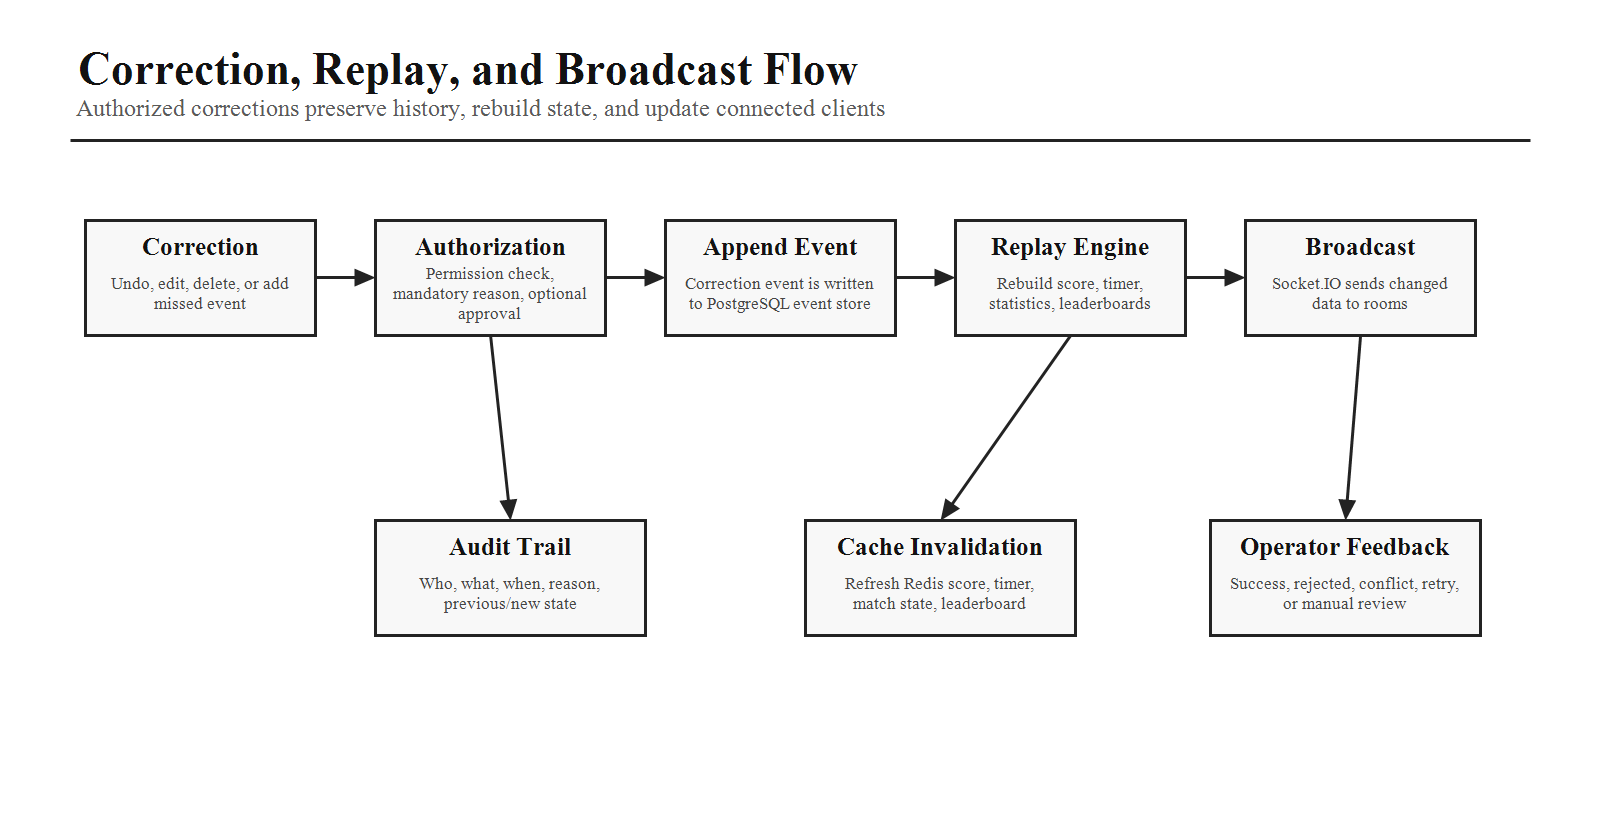 Correction, Replay, and Broadcast Flow
Authorized corrections preserve history, rebuild state, and update connected clients
Correction
Undo, edit, delete, or add
missed event
Authorization
Permission check,
mandatory reason, optional
approval
Append Event
Correction event is written
to PostgreSQL event store
Replay Engine
Rebuild score, timer,
statistics, leaderboards
Broadcast
Socket.IO sends changed
data to rooms
Audit Trail
Who, what, when, reason,
previous/new state
Cache Invalidation
Refresh Redis score, timer,
match state, leaderboard
Operator Feedback
Success, rejected, conflict, retry,
or manual review